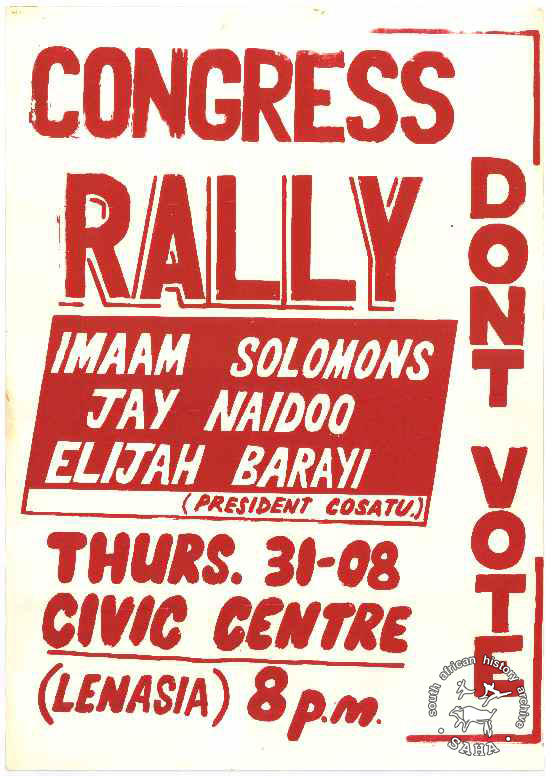 CONGRESS
RALLY
IMAAM SOLOMONS
JAY NAIDOO
ELIJAH BARAYI
(PRESIDENT COSATU.)
THURS. 31-08
CIVIC CENTRE
(LENASIA) 8 p.m.
DONT VOTE
south african history archive
• SAHA •